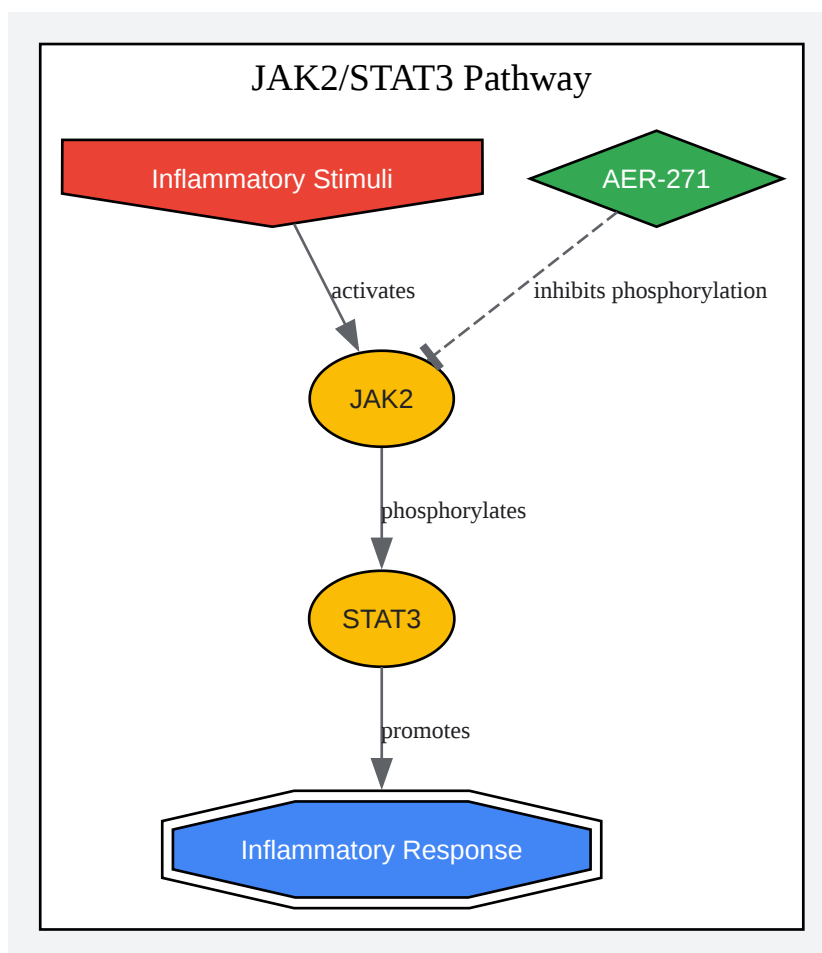 JAK2/STAT3 Pathway
Inflammatory Stimuli
AER-271
activates
inhibits phosphorylation
JAK2
phosphorylates
STAT3
promotes
Inflammatory Response